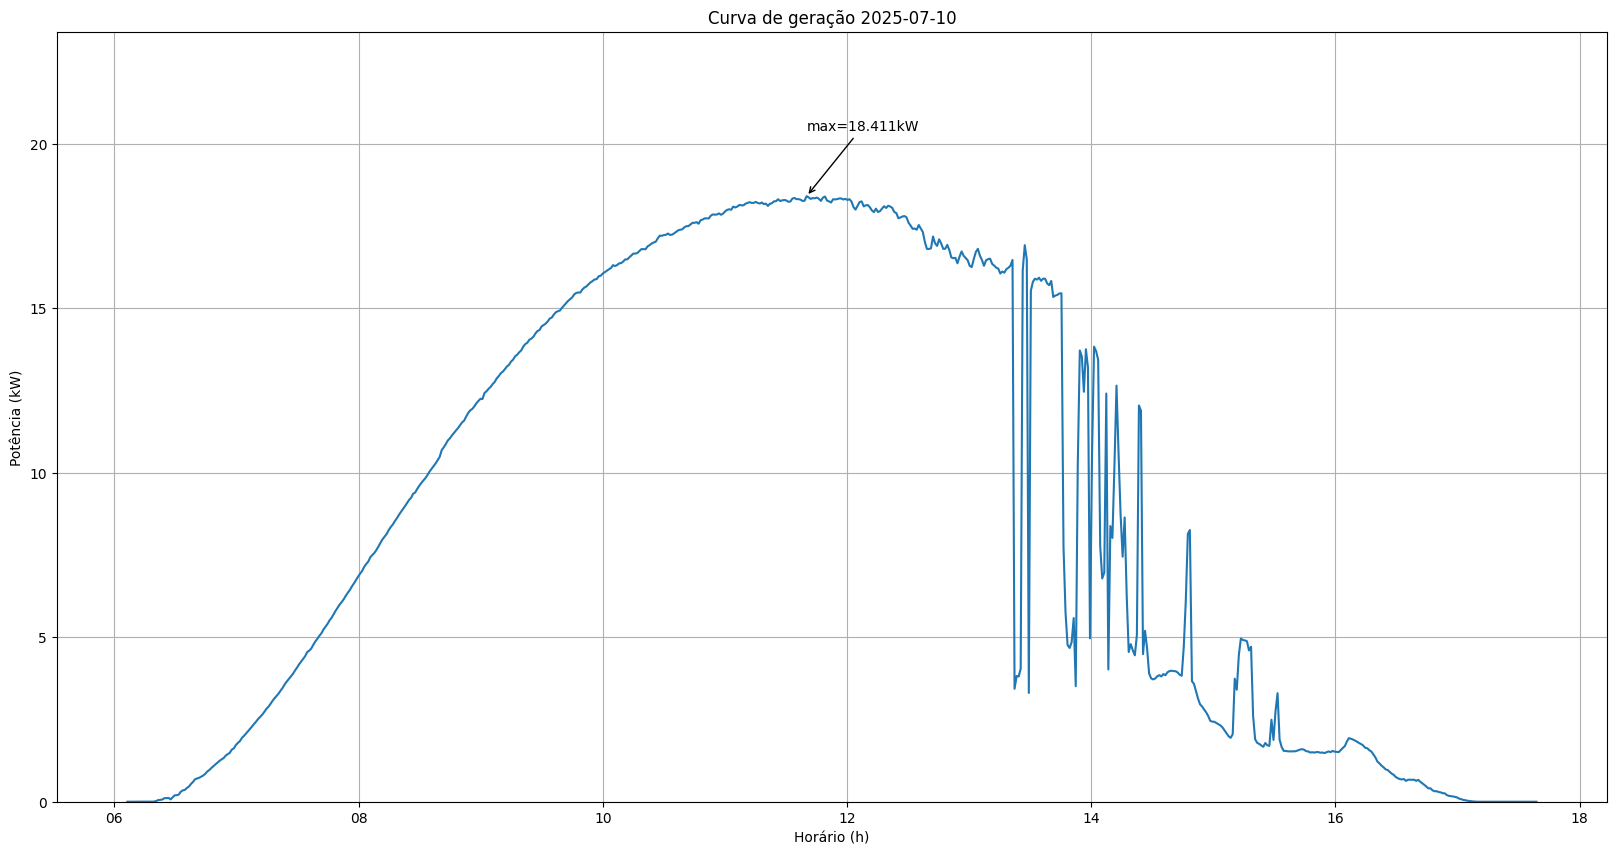 Curva de geração 2025-07-10
max=18.411kW
Potência (kW)
20
15
10
5
0
06 08 10 12 14 16 18
Horário (h)